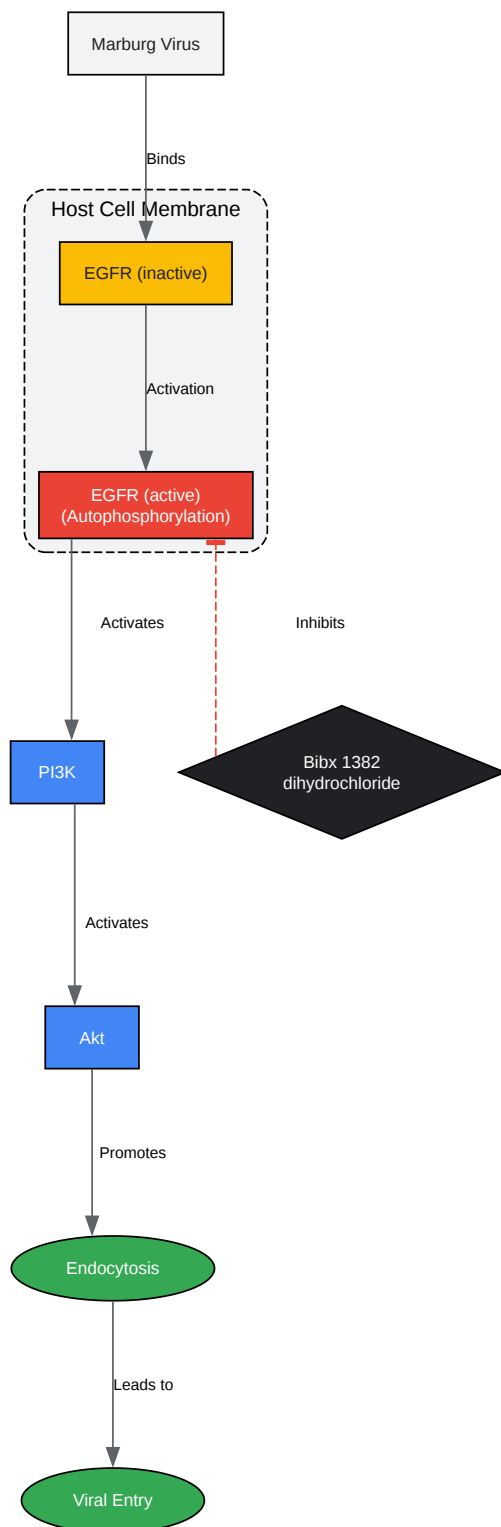 Marburg Virus
Binds
Host Cell Membrane
EGFR (inactive)
Activation
EGFR (active)
(Autophosphorylation)
Activates
Inhibits
PI3K
Bibx 1382
dihydrochloride
Activates
Akt
Promotes
Endocytosis
Leads to
Viral Entry